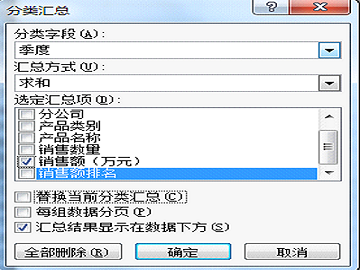 分类汇总
分类字段(A):
季度
汇总方式(U):
求和
选定汇总项(D):
分公司
产品类别
产品名称
销售数量
销售额（万元）
销售额排名
替换当前分类汇总(C)
每组数据分页(P)
汇总结果显示在数据下方(S)
全部删除(R) 确定 取消